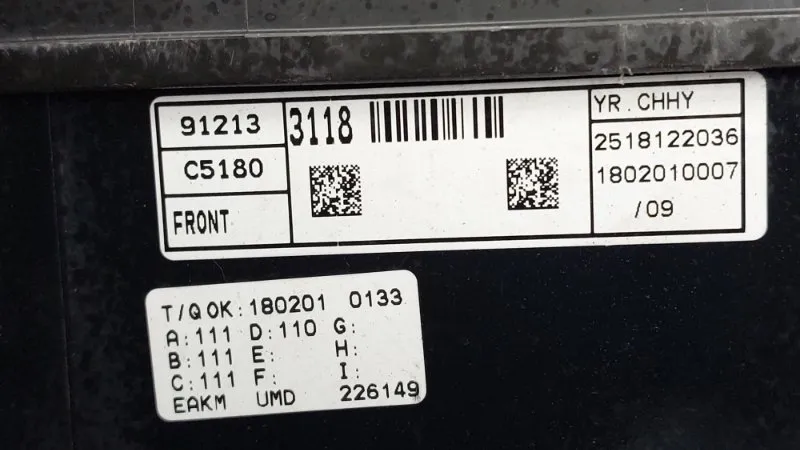 91213
C5180
FRONT
3118
YR.CHHY
2518122036
1802010007
/09
T/Q OK:180201 0133
A:111 D:110 G:
B:111 E: H:
C:111 F: I:
EAKM UMD 226149